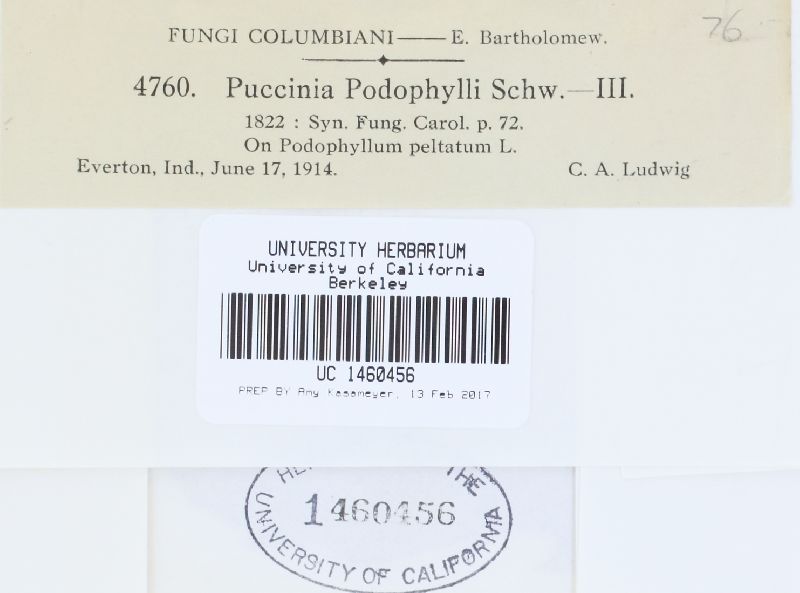 FUNGI COLUMBIANI—E. Bartholomew.
76
4760. Puccinia Podophylli Schw.—III.
1822 : Syn. Fung. Carol. p. 72.
On Podophyllum peltatum L.
Everton, Ind., June 17, 1914. C. A. Ludwig
UNIVERSITY HERBARIUM
University of California
Berkeley
UC 1460456
PREP BY Amy Kasameyer, 13 Feb 2017
THE
1460456
UNIVERSITY OF CALIFORNIA